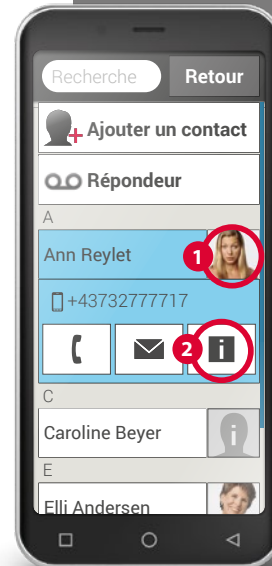 Recherche
Retour
Ajouter un contact
Répondeur
A
Ann Reylet
1
+43732777717
2
i
C
Caroline Beyer
i
E
Elli Andersen